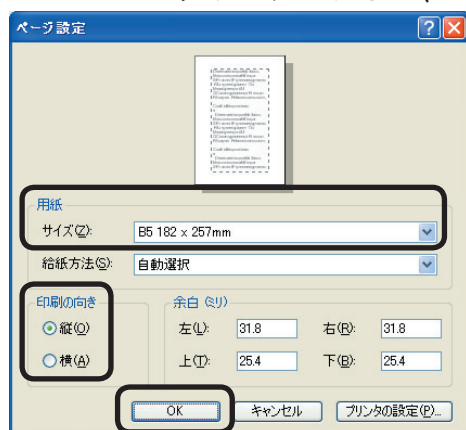 ページ設定
用紙
サイズ(Z): B5 182 x 257mm
給紙方法(S): 自動選択
印刷の向き
縦(O)
横(A)
余白 (ミリ)
左(L): 31.8 右(R): 31.8
上(T): 25.4 下(B): 25.4
OK キャンセル プリンタの設定(P)...